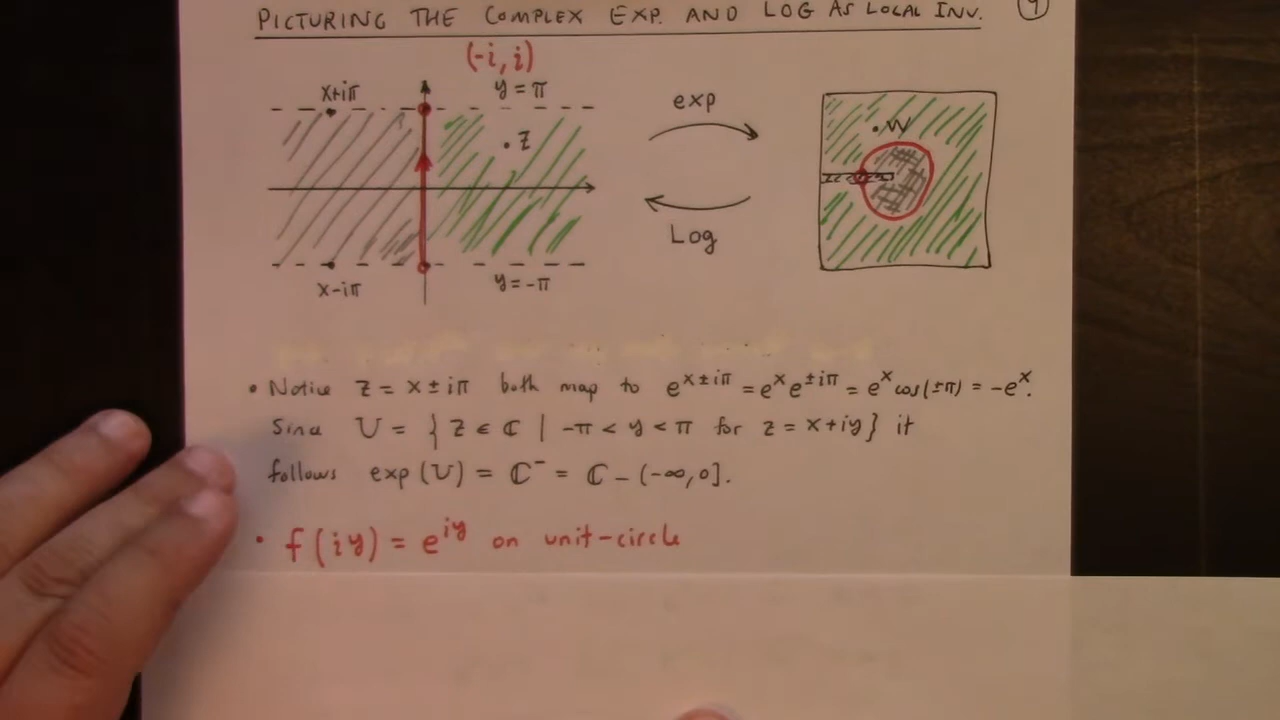 PICTURING THE COMPLEX EXP. AND LOG AS LOCAL INV. 9
(-i, i)
x+iπ
y = π
exp
z
W
Log
x-iπ
y = -π
• Notice z = x ± iπ both map to e^{x±iπ} = e^x e^{±iπ} = e^x cos(±π) = -e^x.
Since U = { z ∈ ℂ | -π < y < π for z = x+iy } it
follows exp(U) = ℂ⁻ = ℂ - (-∞,0].
• f(iy) = e^{iy} on unit-circle